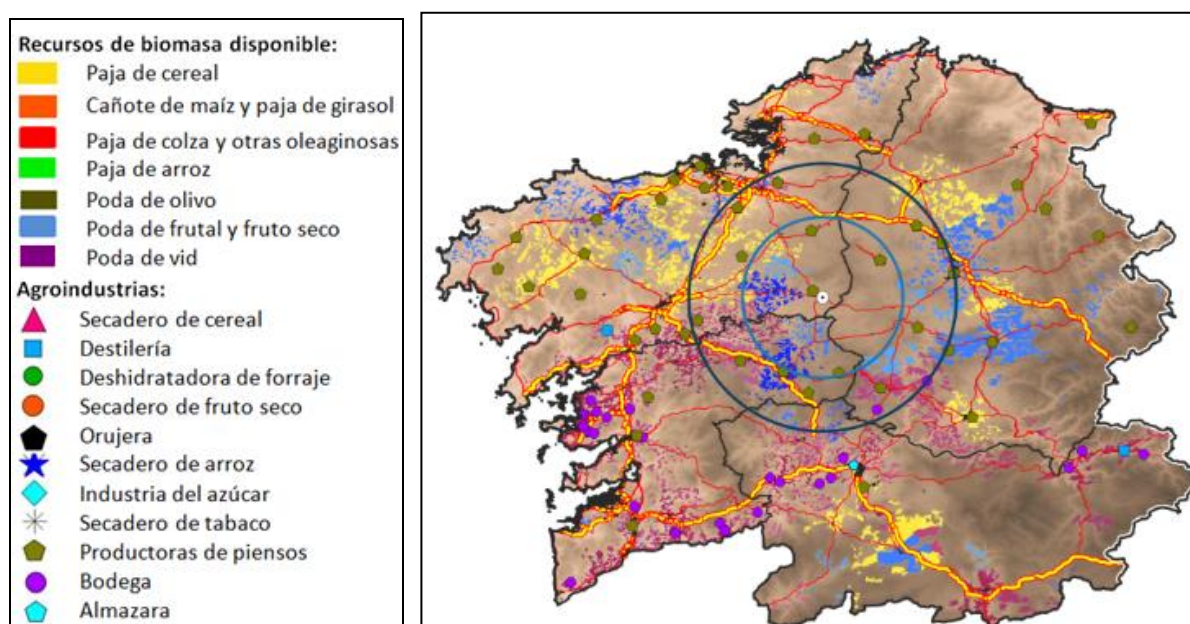 Recursos de biomasa disponible:
Paja de cereal
Cañote de maíz y paja de girasol
Paja de colza y otras oleaginosas
Paja de arroz
Poda de olivo
Poda de frutal y fruto seco
Poda de vid
Agroindustrias:
Secadero de cereal
Destilería
Deshidratadora de forraje
Secadero de fruto seco
Orujera
Secadero de arroz
Industria del azúcar
Secadero de tabaco
Productoras de piensos
Bodega
Almazara